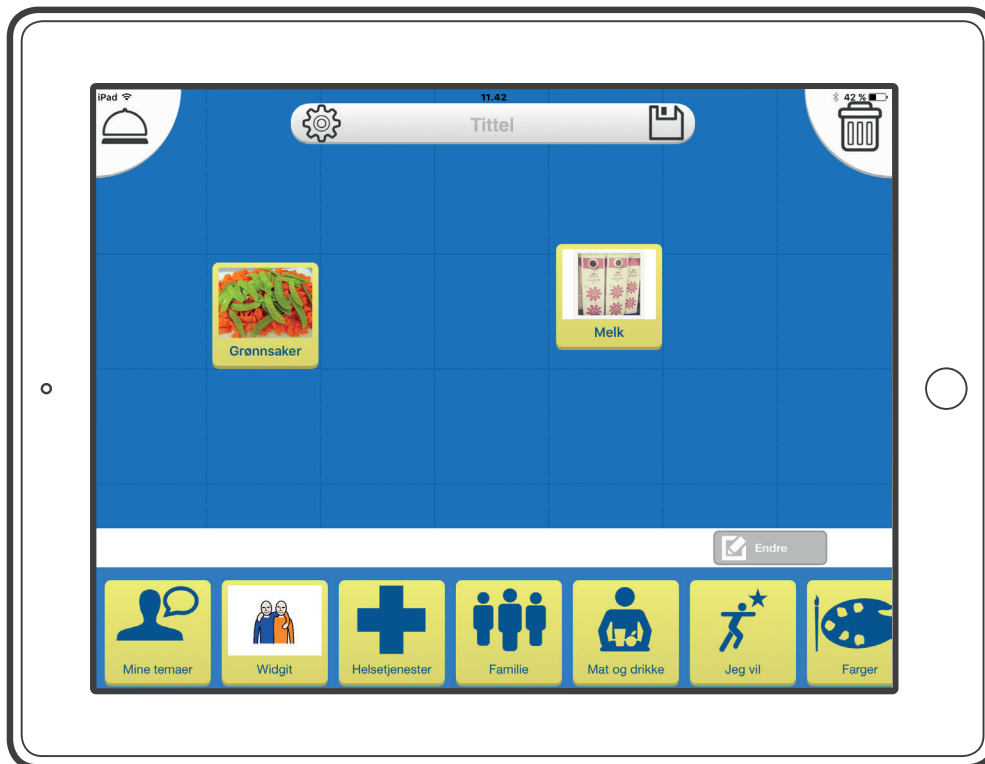 iPad 11.42 42 %
Tittel
Grønnsaker
Melk
Endre
Mine temaer Widgit Helsetjenester Familie Mat og drikke Jeg vil Farger